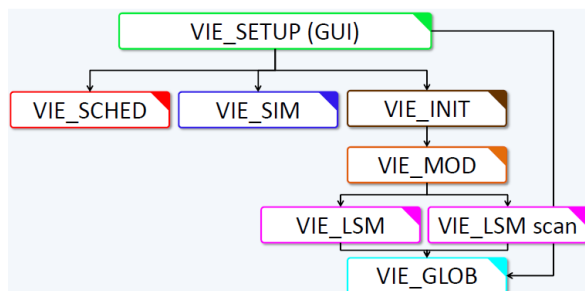 VIE_SETUP (GUI)
VIE_SCHED
VIE_SIM
VIE_INIT
VIE_MOD
VIE_LSM
VIE_LSM scan
VIE_GLOB